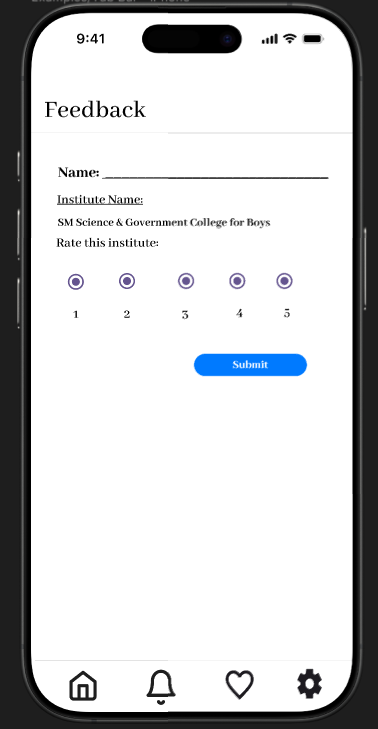 9:41
Feedback
Name: ____________________
Institute Name:
SM Science & Government College for Boys
Rate this institute:
1 2 3 4 5
Submit